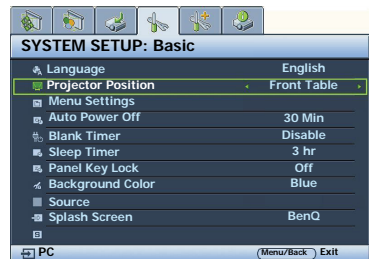 SYSTEM SETUP: Basic
Language English
Projector Position Front Table
Menu Settings
Auto Power Off 30 Min
Blank Timer Disable
Sleep Timer 3 hr
Panel Key Lock Off
Background Color Blue
Source
Splash Screen BenQ
PC Menu/Back Exit